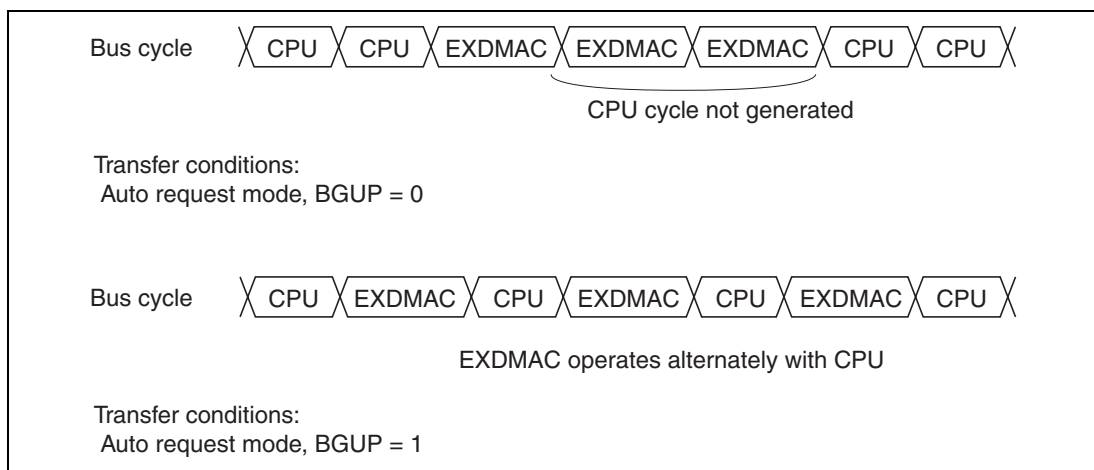 Bus cycle CPU CPU EXDMAC EXDMAC EXDMAC CPU CPU
CPU cycle not generated
Transfer conditions:
Auto request mode, BGUP = 0
Bus cycle CPU EXDMAC CPU EXDMAC CPU EXDMAC CPU
EXDMAC operates alternately with CPU
Transfer conditions:
Auto request mode, BGUP = 1